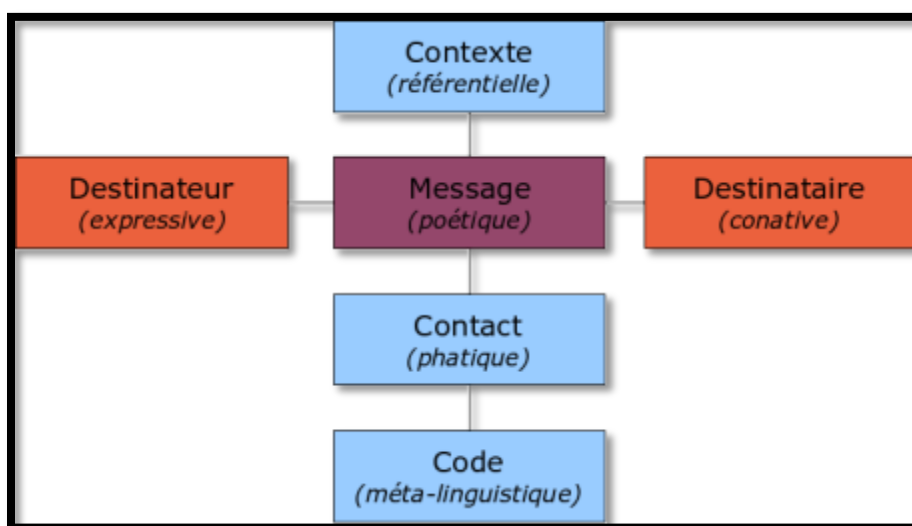 Contexte
(référentielle)
Destinateur
(expressive)
Message
(poétique)
Destinataire
(conative)
Contact
(phatique)
Code
(méta-linguistique)